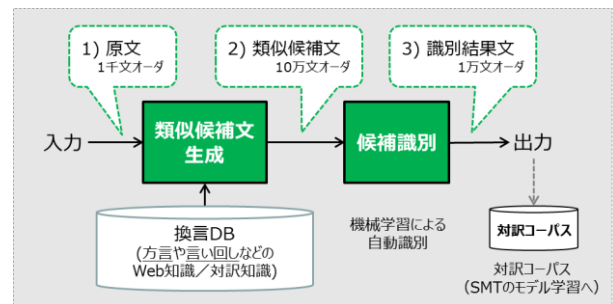 1) 原文
1千文オーダ
2) 類似候補文
10万文オーダ
3) 識別結果文
1万文オーダ
入力
類似候補文
生成
候補識別
出力
換言DB
(方言や言い回しなどの
Web知識／対訳知識)
機械学習による
自動識別
対訳コーパス
対訳コーパス
(SMTのモデル学習へ)